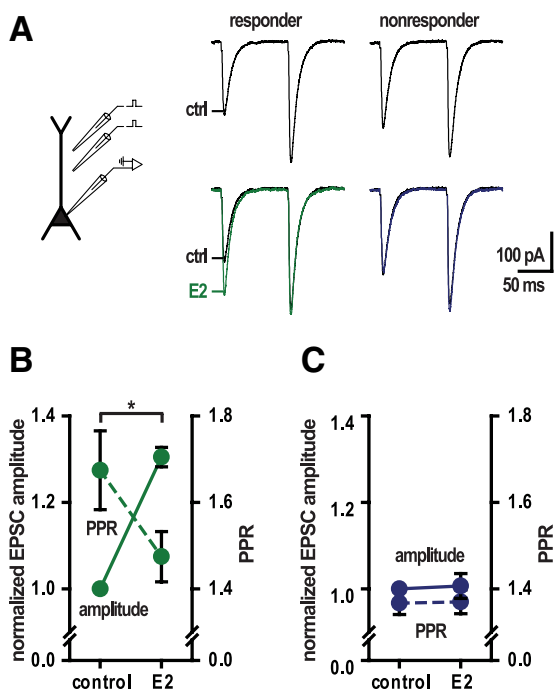 A
responder
nonresponder
ctrl
ctrl
E2
100 pA
50 ms
B
normalized EPSC amplitude
1.4
1.2
1.0
0.0
*
PPR
amplitude
control
E2
1.8
1.6
1.4
0.0
PPR
C
normalized EPSC amplitude
1.4
1.2
1.0
0.0
amplitude
PPR
control
E2
1.8
1.6
1.4
0.0
PPR